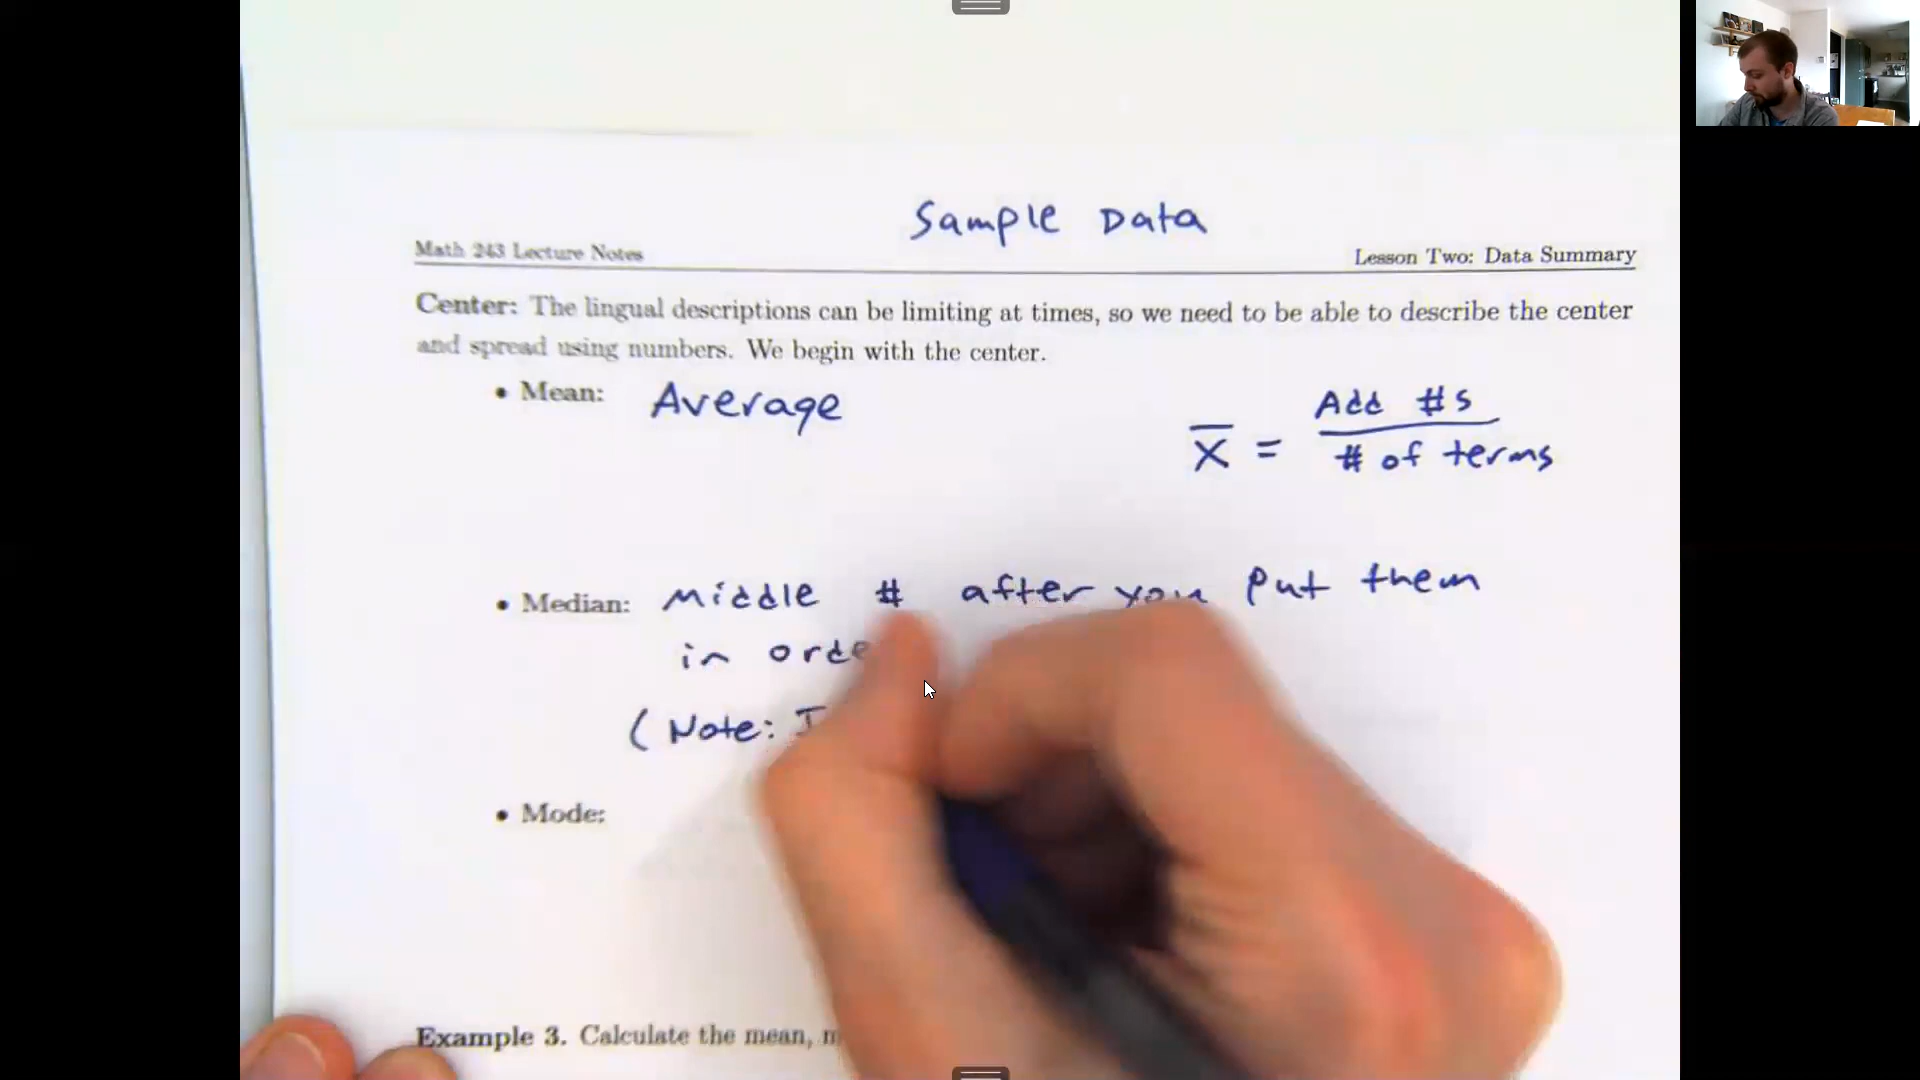 Sample Data
Math 243 Lecture Notes Lesson Two: Data Summary
Center: The lingual descriptions can be limiting at times, so we need to be able to describe the center
and spread using numbers. We begin with the center.
• Mean: Average
x̄ = Add #s / # of terms
• Median: Middle # after you put them
in orde
(Note: I
• Mode:
Example 3. Calculate the mean, m